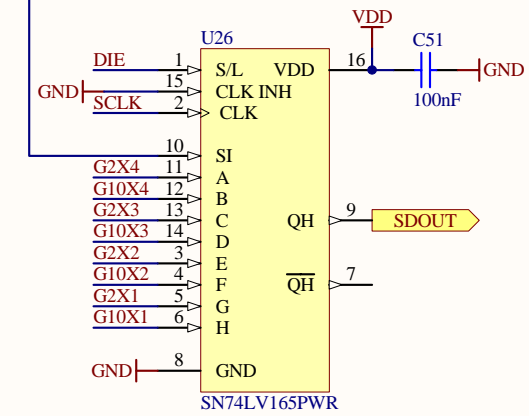 VDD
U26
C51
DIE 1 S/L VDD 16
GND 15 CLK INH GND
SCLK 2 CLK 100nF
10 SI
G2X4 11 A
G10X4 12 B
G2X3 13 C QH 9 SDOUT
G10X3 14 D
G2X2 3 E
G10X2 4 F QH 7
G2X1 5 G
G10X1 6 H
GND 8 GND
SN74LV165PWR